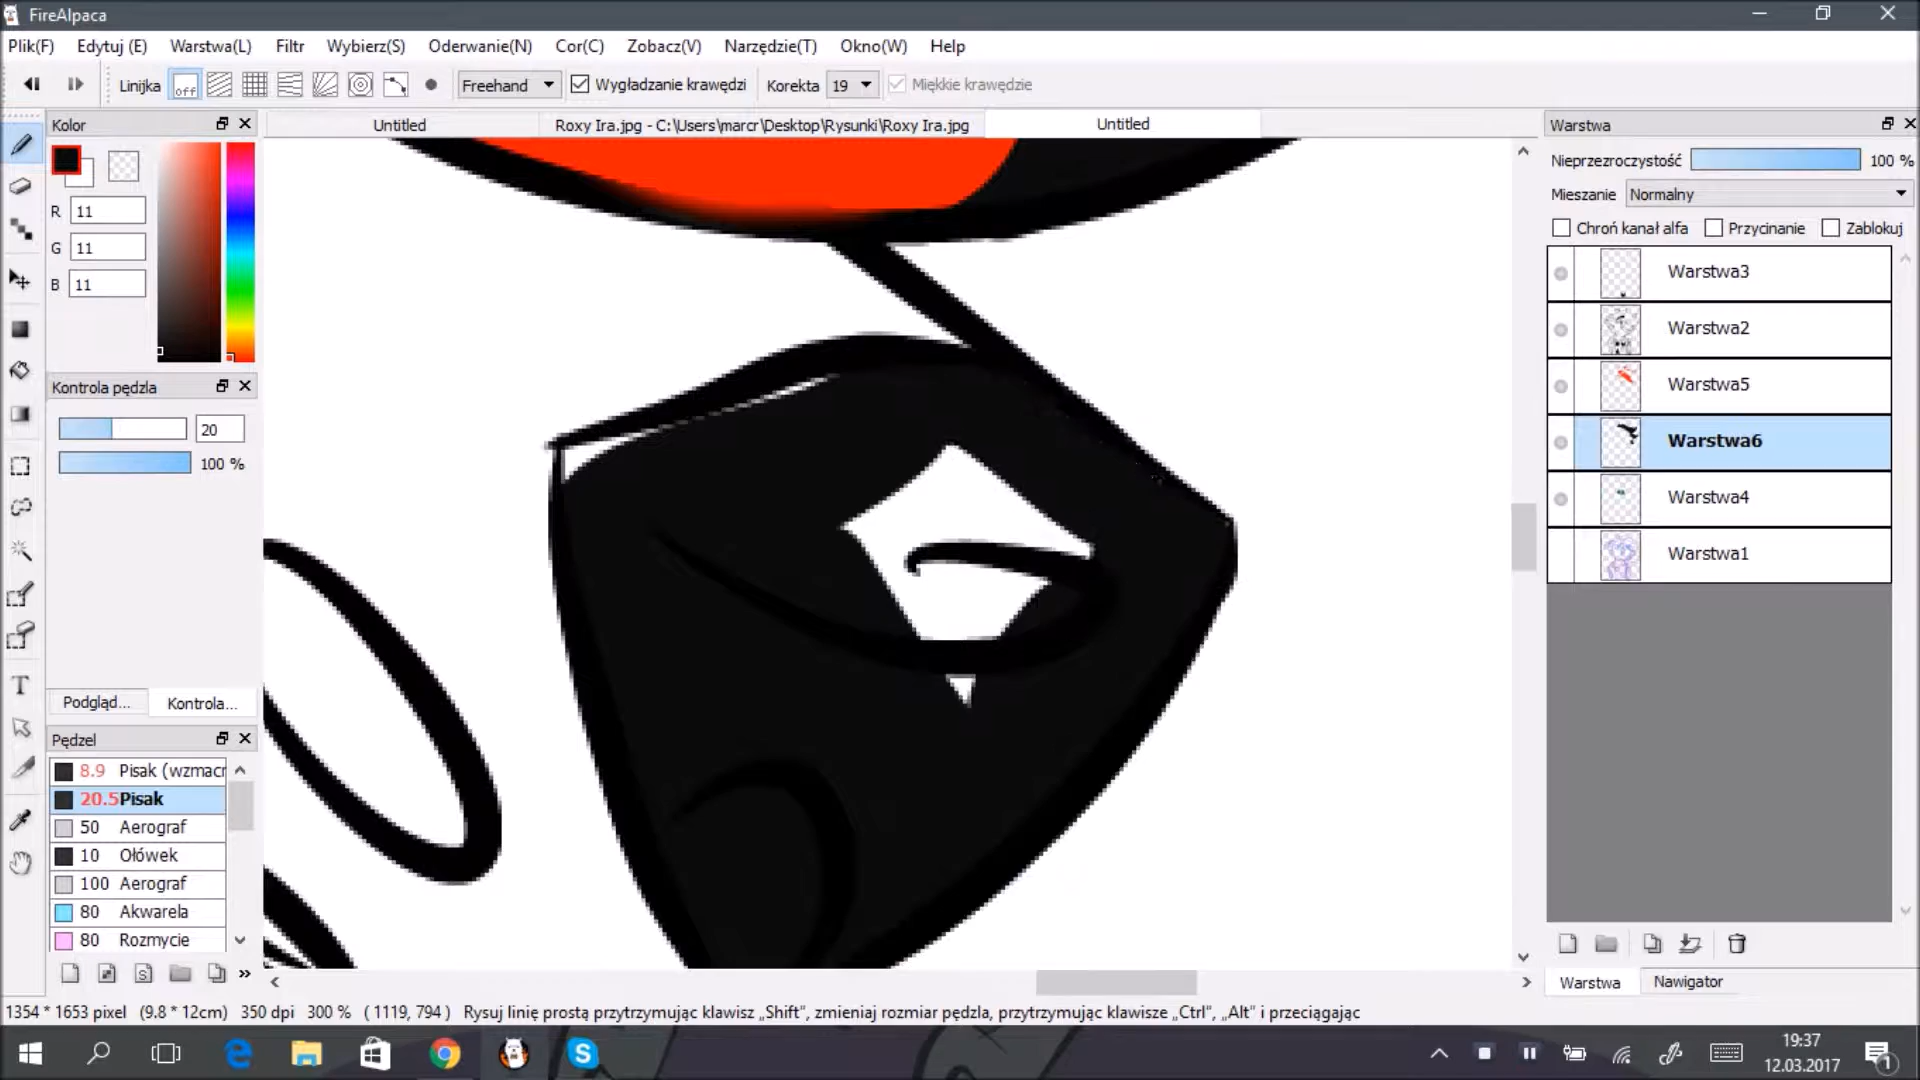 FireAlpaca
Plik(F) Edytuj (E) Warstwa(L) Filtr Wybierz(S) Oderwanie(N) Cor(C) Zobacz(V) Narzędzie(T) Okno(W) Help
Linijka off Freehand Wygładzanie krawędzi Korekta 19 Miękkie krawędzie
Kolor
Untitled
Roxy Ira.jpg - C:\Users\marcr\Desktop\Rysunki\Roxy Ira.jpg
Untitled
Warstwa
R 11
G 11
B 11
Nieprzezroczystość 100 %
Mieszanie Normalny
Chroń kanał alfa Przycinanie Zablokuj
Warstwa3
Warstwa2
Warstwa5
Warstwa6
Warstwa4
Warstwa1
Kontrola pędzla
20
100 %
Podgląd... Kontrola...
Pędzel
8.9 Pisak (wzmacr
20.5 Pisak
50 Aerograf
10 Ołówek
100 Aerograf
80 Akwarela
80 Rozmycie
Warstwa Nawigator
1354 * 1653 pixel (9.8 * 12cm) 350 dpi 300 % ( 1119, 794 ) Rysuj linię prostą przytrzymując klawisz „Shift", zmieniaj rozmiar pędzla, przytrzymując klawisze „Ctrl", „Alt" i przeciągając
19:37
12.03.2017
1